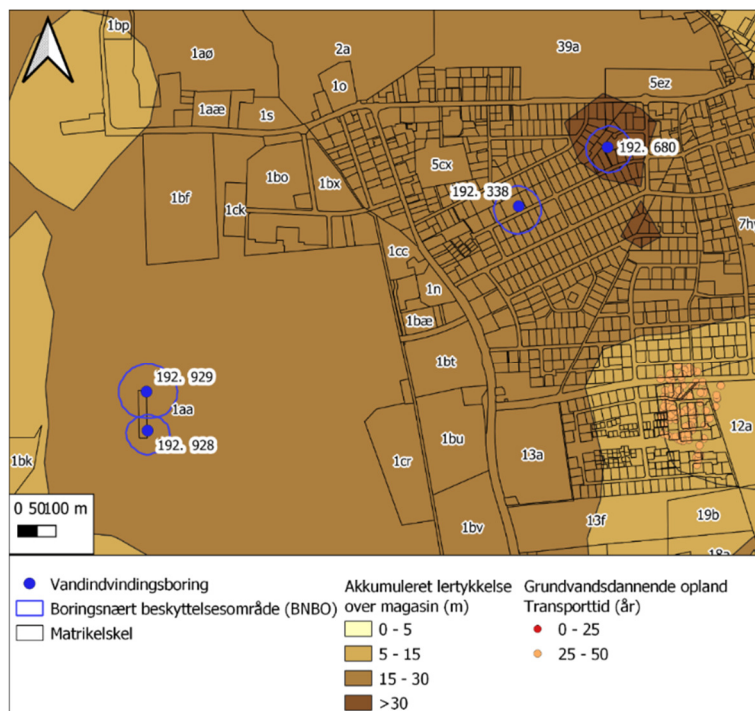 1bp
1aø
2a
39a
1o
5ez
1aæ
1s
192. 680
5cx
1bo
1bx
192. 338
1bf
1ck
7h
1cc
1n
1bæ
1bt
192. 929
1aa
12a
192. 928
1bu
13a
1bk
1cr
19b
13f
1bv
18a
0 50100 m
Vandindvindingsboring
Boringsnært beskyttelsesområde (BNBO)
Matrikelskel
Akkumuleret lertykkelse
over magasin (m)
0 - 5
5 - 15
15 - 30
>30
Grundvandsdannende opland
Transporttid (år)
0 - 25
25 - 50